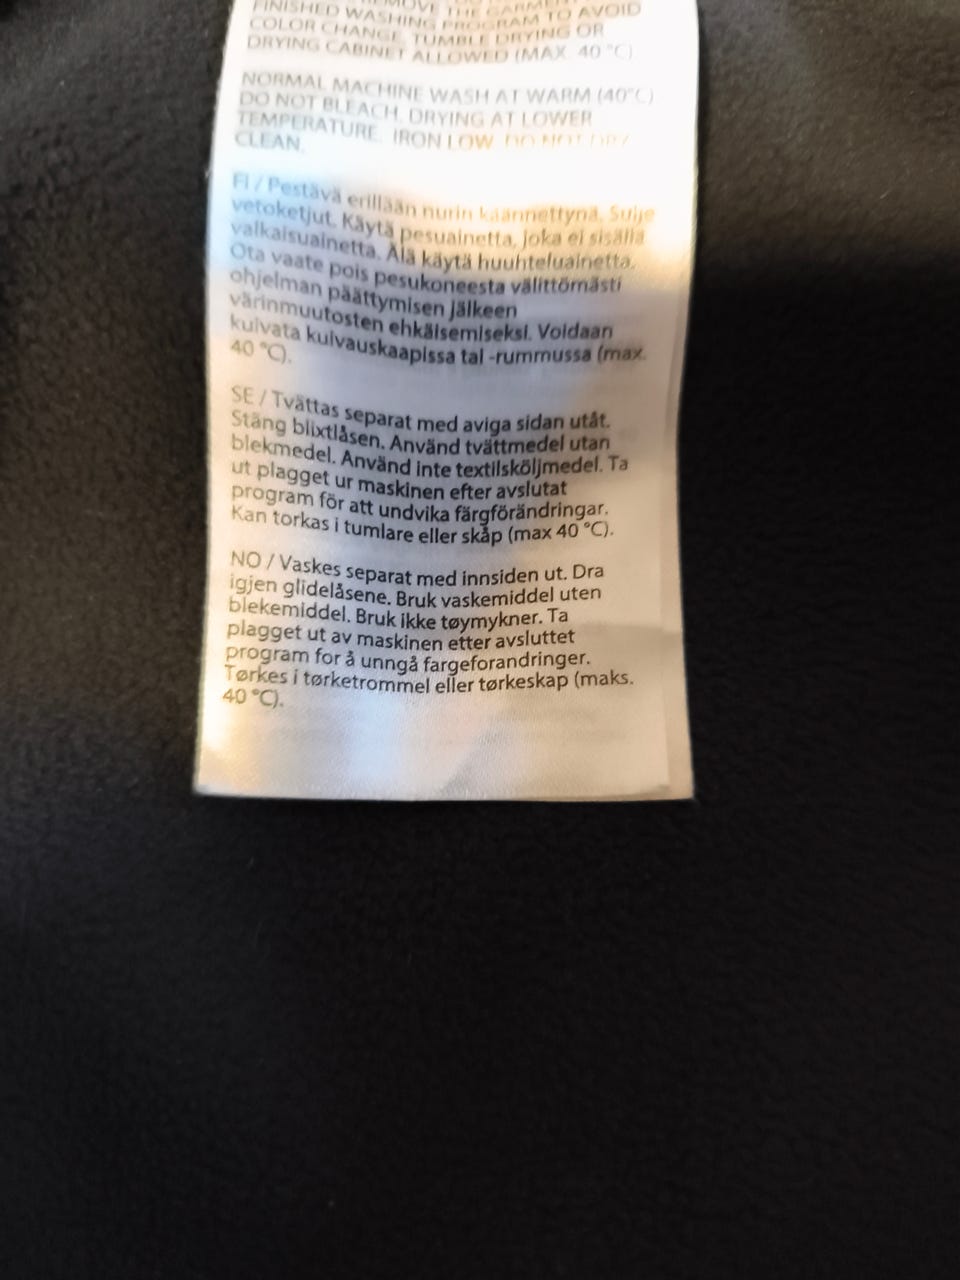 REMOVE THE GARMENT
FINISHED WASHING PROGRAM TO AVOID
COLOR CHANGE. TUMBLE DRYING OR
DRYING CABINET ALLOWED (MAX 40 °C)
NORMAL MACHINE WASH AT WARM (40°C)
DO NOT BLEACH. DRYING AT LOWER
TEMPERATURE. IRON LOW. DO NOT DRY
CLEAN.
FI / Pestävä erillään nurin käännettynä. Sulje
vetoketjut. Käytä pesuainetta, joka ei sisällä
valkaisuainetta. Älä käytä huuhteluainetta.
Ota vaate pois pesukoneesta välittömästi
ohjelman päättymisen jälkeen
värinmuutosten ehkäisemiseksi. Voidaan
kuivata kuivauskaapissa tai -rummussa (max.
40 °C).
SE / Tvättas separat med aviga sidan utåt.
Stäng blixtlåsen. Använd tvättmedel utan
blekmedel. Använd inte textilsköljmedel. Ta
ut plagget ur maskinen efter avslutat
program för att undvika färgförändringar.
Kan torkas i tumlare eller skåp (max 40 °C).
NO / Vaskes separat med innsiden ut. Dra
igjen glidelåsene. Bruk vaskemiddel uten
blekemiddel. Bruk ikke tøymykner. Ta
plagget ut av maskinen etter avsluttet
program for å unngå fargeforandringer.
Tørkes i tørketrommel eller tørkeskap (maks.
40 °C).